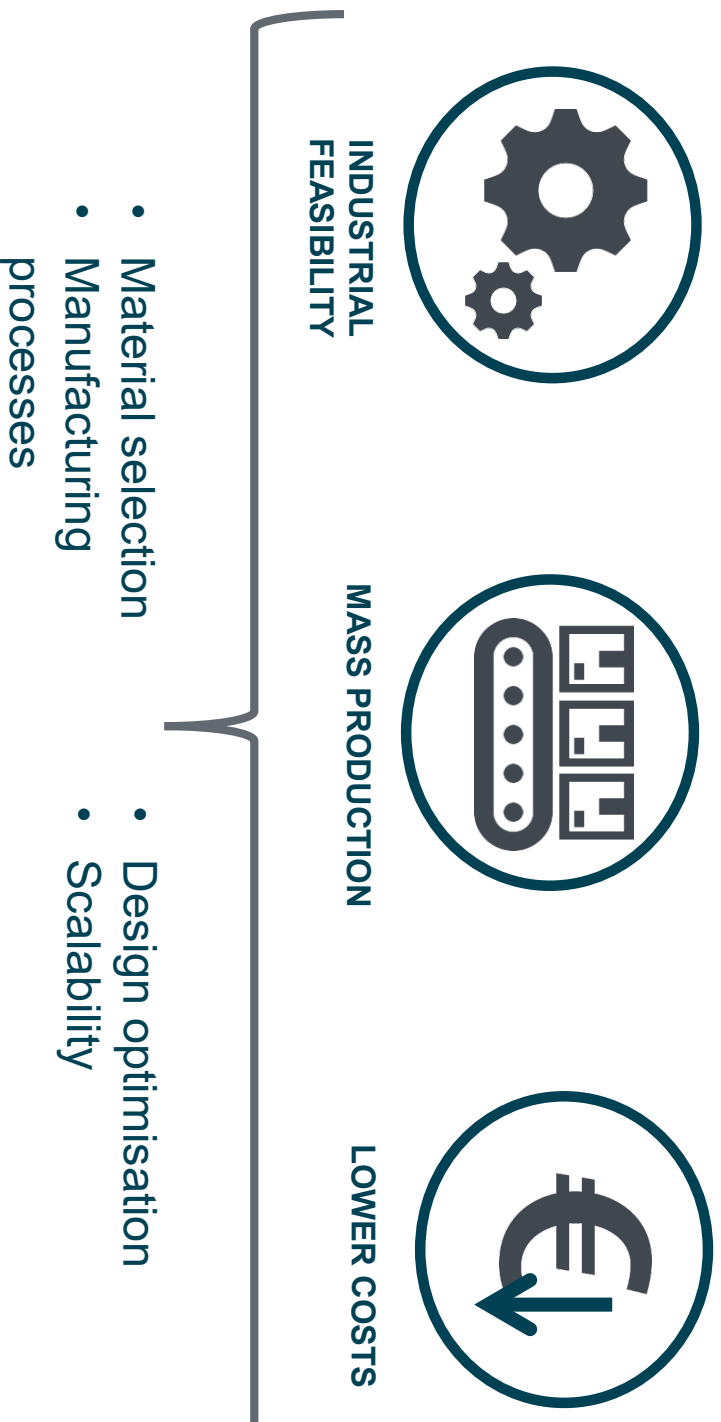 INDUSTRIAL
FEASIBILITY
MASS PRODUCTION
LOWER COSTS
• Material selection
• Manufacturing
processes
• Design optimisation
• Scalability